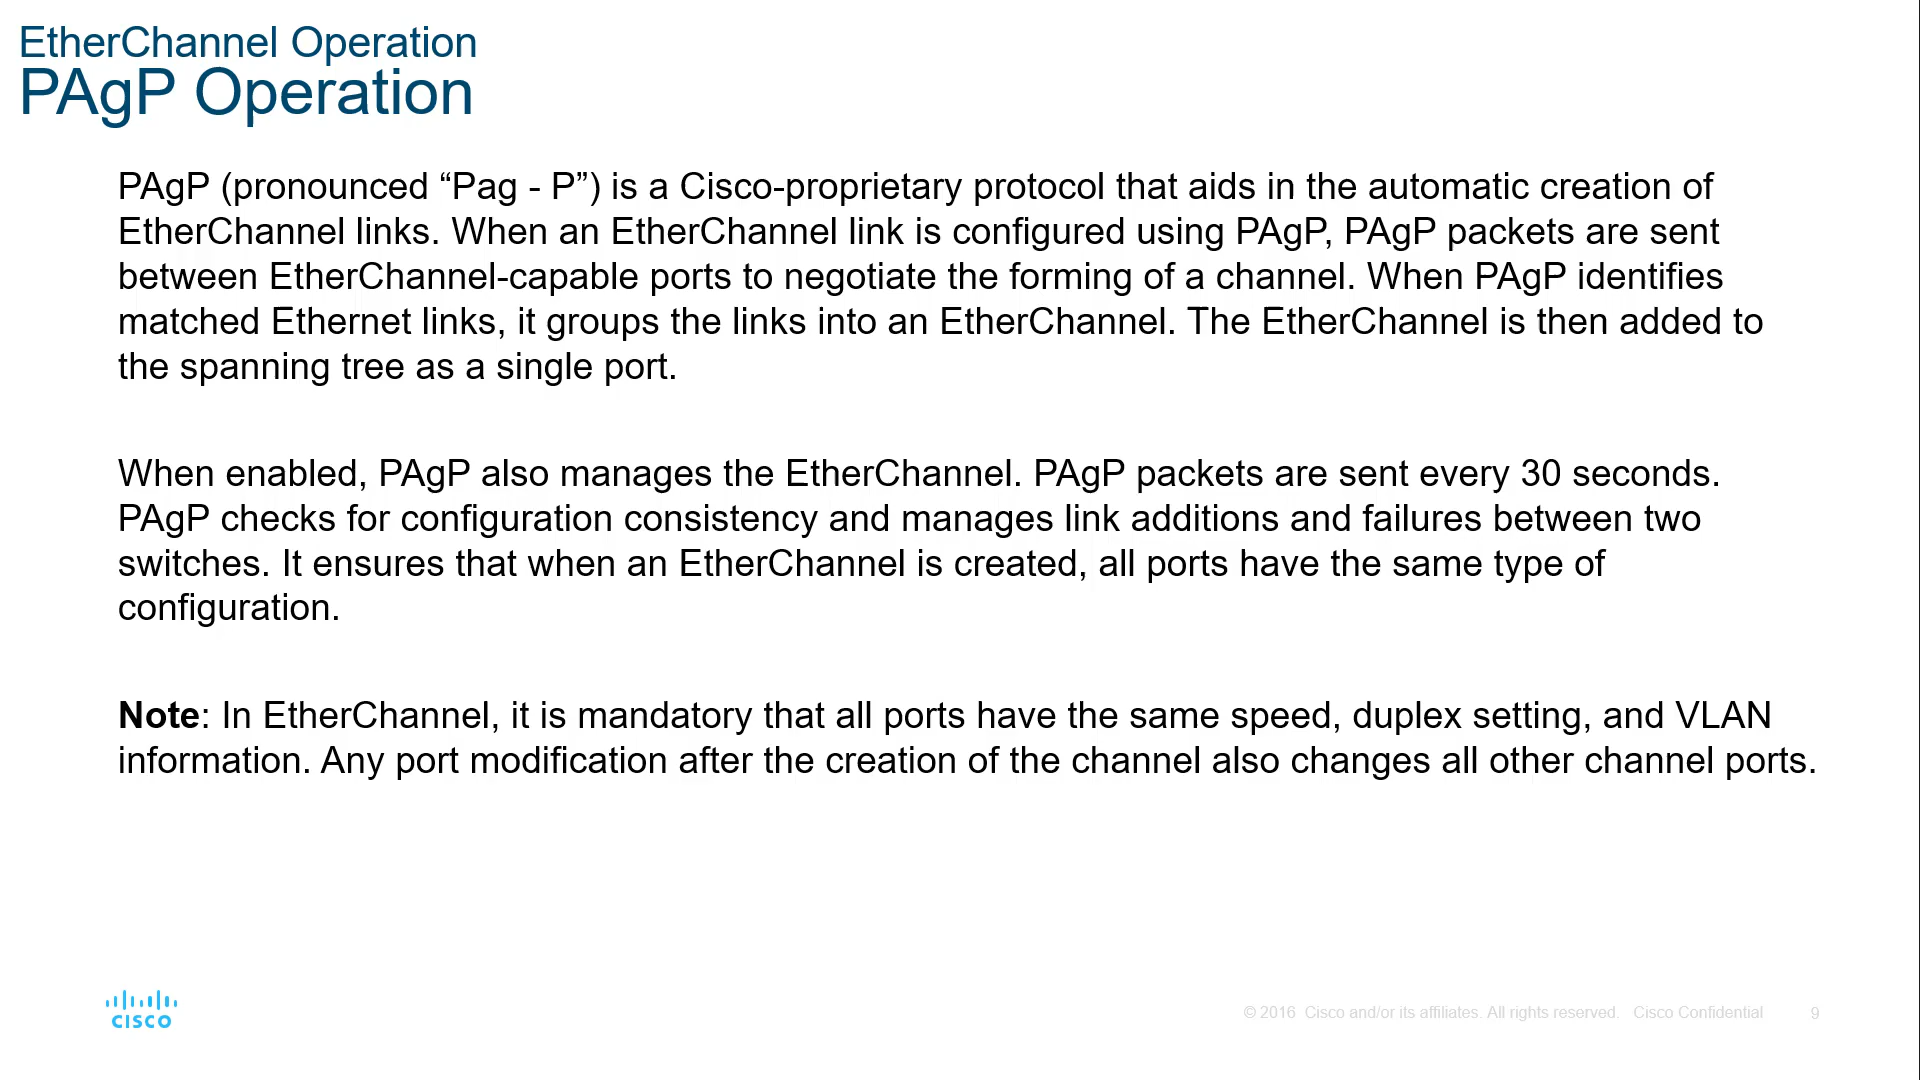 EtherChannel Operation
PAgP Operation
PAgP (pronounced “Pag - P”) is a Cisco-proprietary protocol that aids in the automatic creation of
EtherChannel links. When an EtherChannel link is configured using PAgP, PAgP packets are sent
between EtherChannel-capable ports to negotiate the forming of a channel. When PAgP identifies
matched Ethernet links, it groups the links into an EtherChannel. The EtherChannel is then added to
the spanning tree as a single port.
When enabled, PAgP also manages the EtherChannel. PAgP packets are sent every 30 seconds.
PAgP checks for configuration consistency and manages link additions and failures between two
switches. It ensures that when an EtherChannel is created, all ports have the same type of
configuration.
Note: In EtherChannel, it is mandatory that all ports have the same speed, duplex setting, and VLAN
information. Any port modification after the creation of the channel also changes all other channel ports.
CISCO
© 2016 Cisco and/or its affiliates. All rights reserved. Cisco Confidential 9